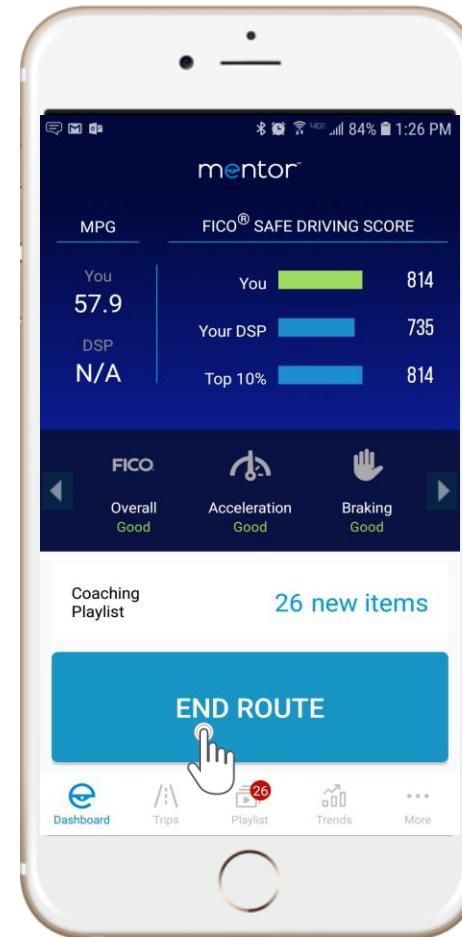 84% 1:26 PM
mentor
MPG
FICO® SAFE DRIVING SCORE
You
57.9
DSP
N/A
You 814
Your DSP 735
Top 10% 814
FICO
Overall
Good
Acceleration
Good
Braking
Good
Coaching
Playlist
26 new items
END ROUTE
26
Dashboard Trips Playlist Trends More